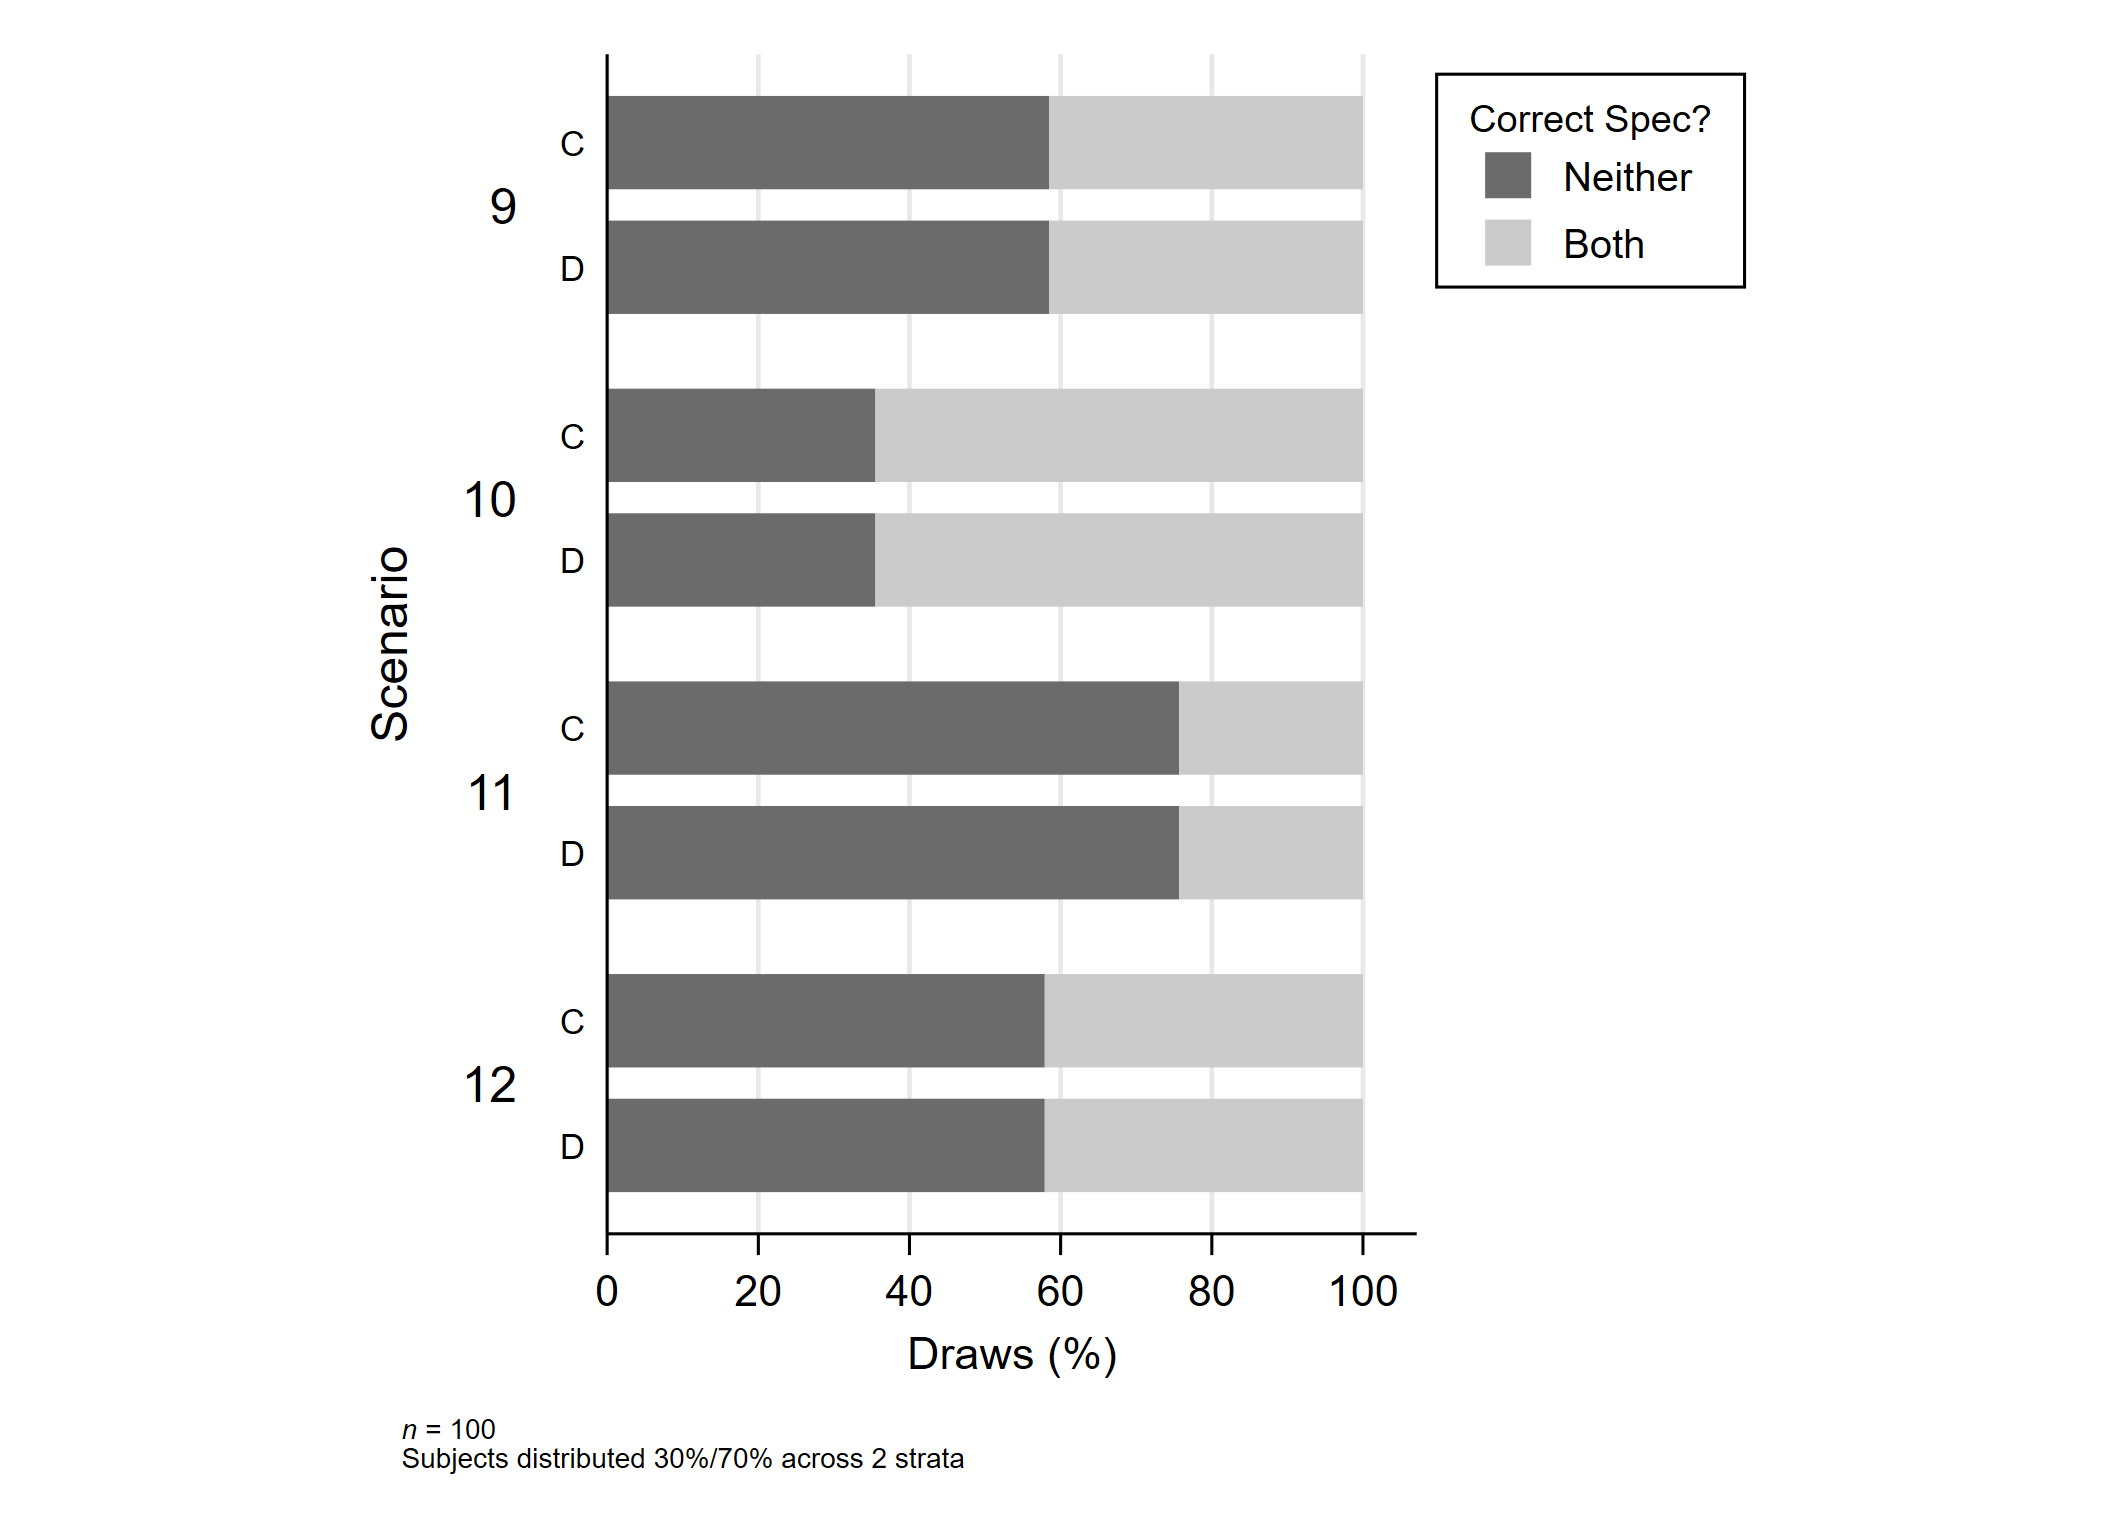 Correct Spec?
Neither
Both
Scenario
9
C
D
10
C
D
11
C
D
12
C
D
0 20 40 60 80 100
Draws (%)
n = 100
Subjects distributed 30%/70% across 2 strata